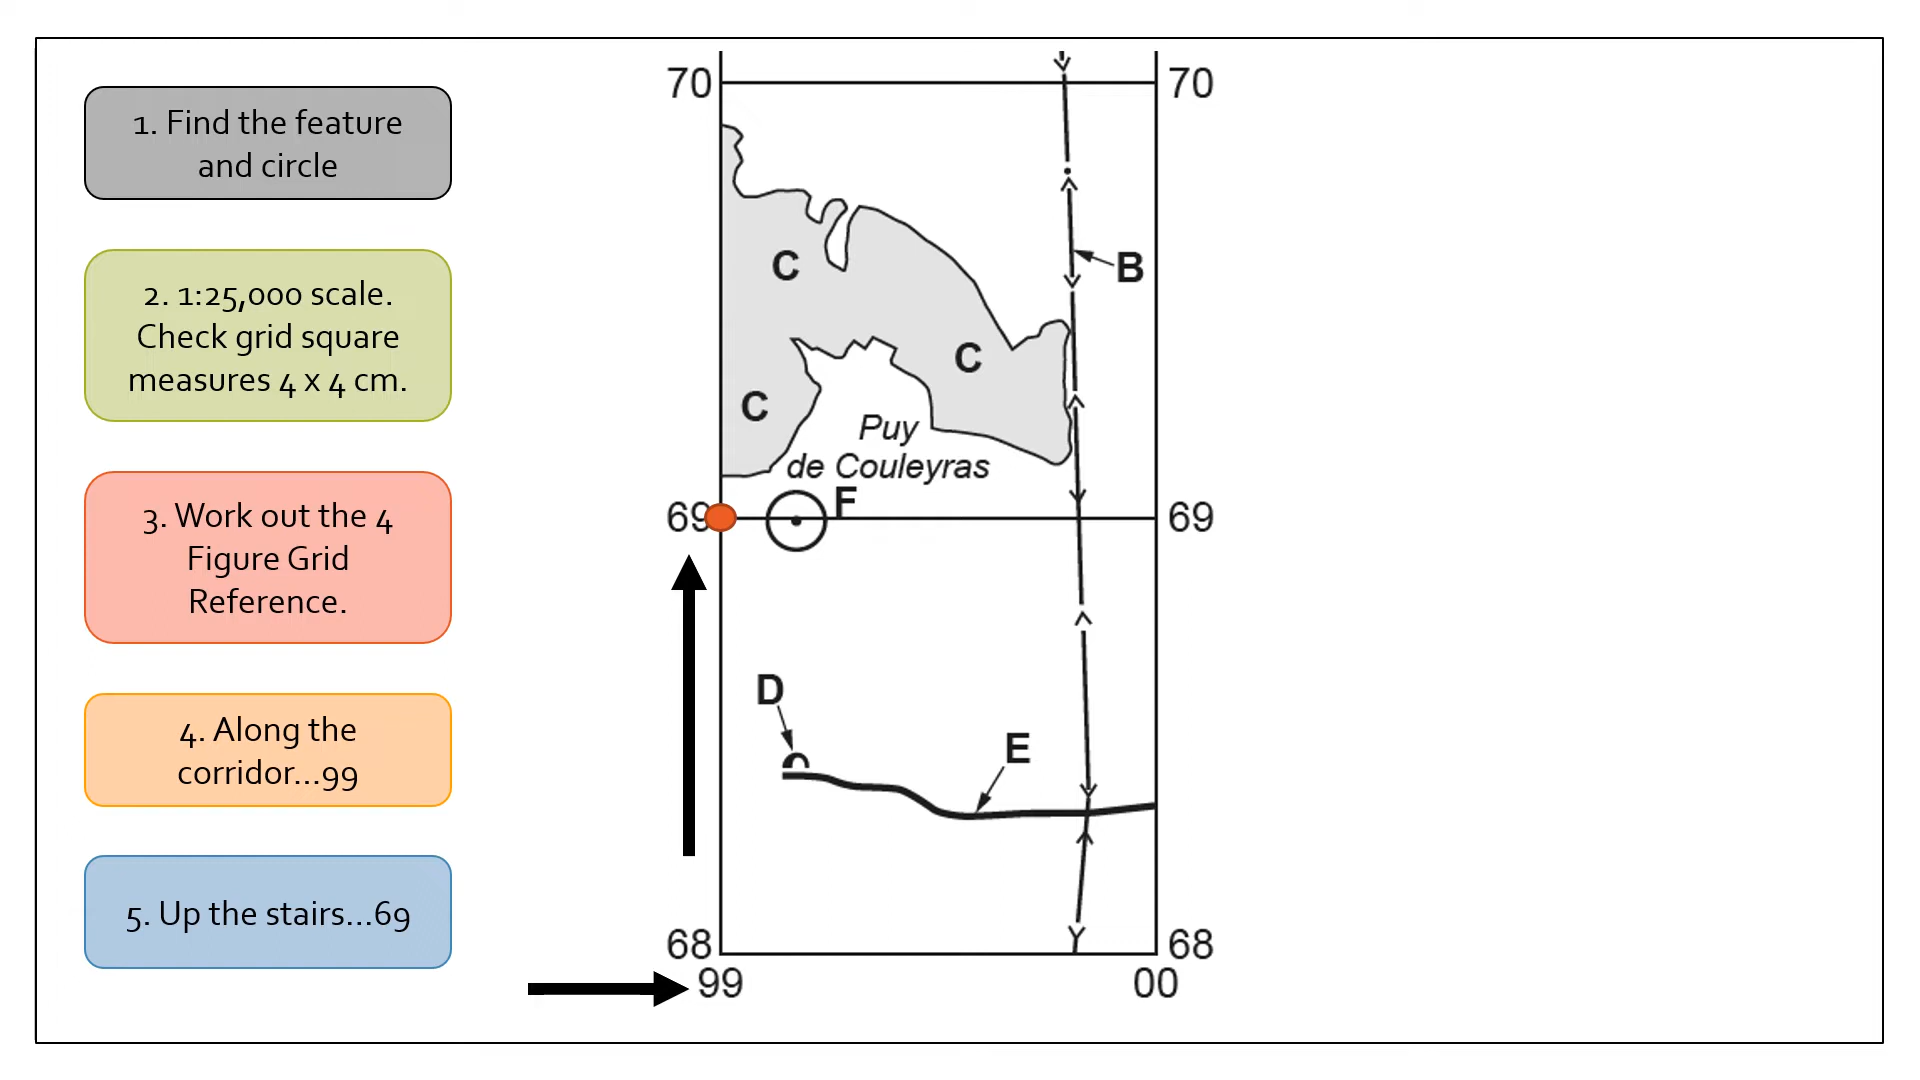 1. Find the feature
and circle
2. 1:25,000 scale.
Check grid square
measures 4 x 4 cm.
3. Work out the 4
Figure Grid
Reference.
4. Along the
corridor...99
5. Up the stairs...69
70
70
C
B
C
C
Puy
de Couleyras
F
69
69
D
E
68
68
99
00